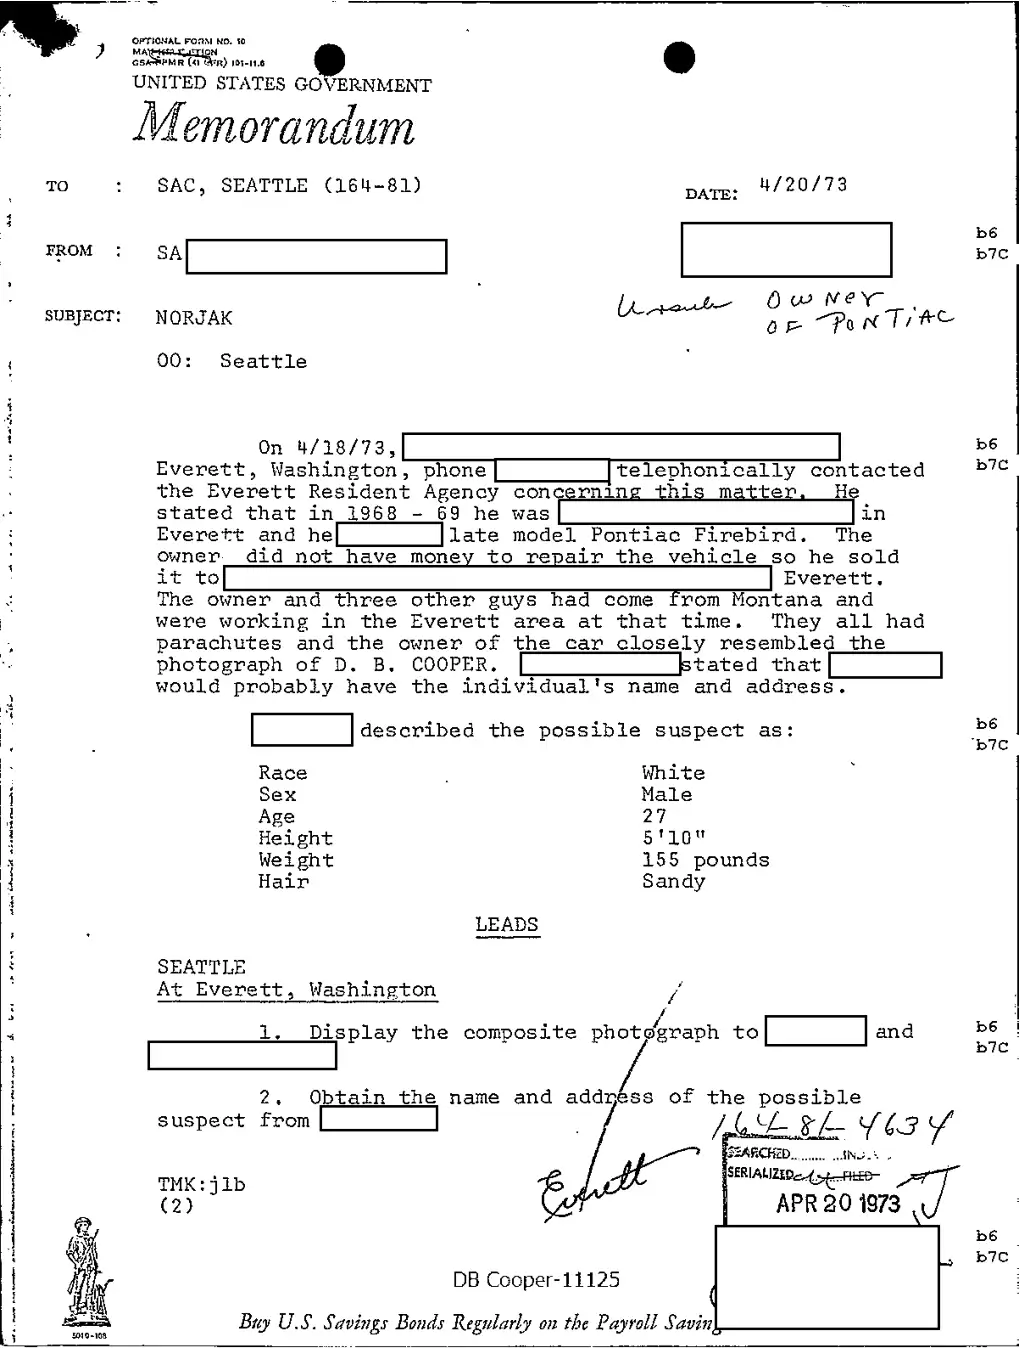 OPTIONAL FORM NO. 10
UNITED STATES GOVERNMENT
Memorandum
TO : SAC, SEATTLE (164-81)
DATE: 4/20/73
b6
FROM : SA
b7C
SUBJECT: NORJAK
OWNER
OF PONTIAC
OO: Seattle
On 4/18/73,
b6
Everett, Washington, phone telephonically contacted
b7C
the Everett Resident Agency concerning this matter. He
stated that in 1968 - 69 he was in
Everett and he late model Pontiac Firebird. The
owner did not have money to repair the vehicle so he sold
it to Everett.
The owner and three other guys had come from Montana and
were working in the Everett area at that time. They all had
parachutes and the owner of the car closely resembled the
photograph of D. B. COOPER. stated that
would probably have the individual's name and address.
described the possible suspect as:
b6
b7C
Race White
Sex Male
Age 27
Height 5'10"
Weight 155 pounds
Hair Sandy
LEADS
SEATTLE
At Everett, Washington
1. Display the composite photograph to and
b6
b7C
2. Obtain the name and address of the possible
suspect from
164-81-4634
SEARCHED
SERIALIZED FILED
TMK:jlb
Everett
APR 20 1973
(2)
b6
b7C
DB Cooper-11125
Buy U.S. Savings Bonds Regularly on the Payroll Savin
5010-108